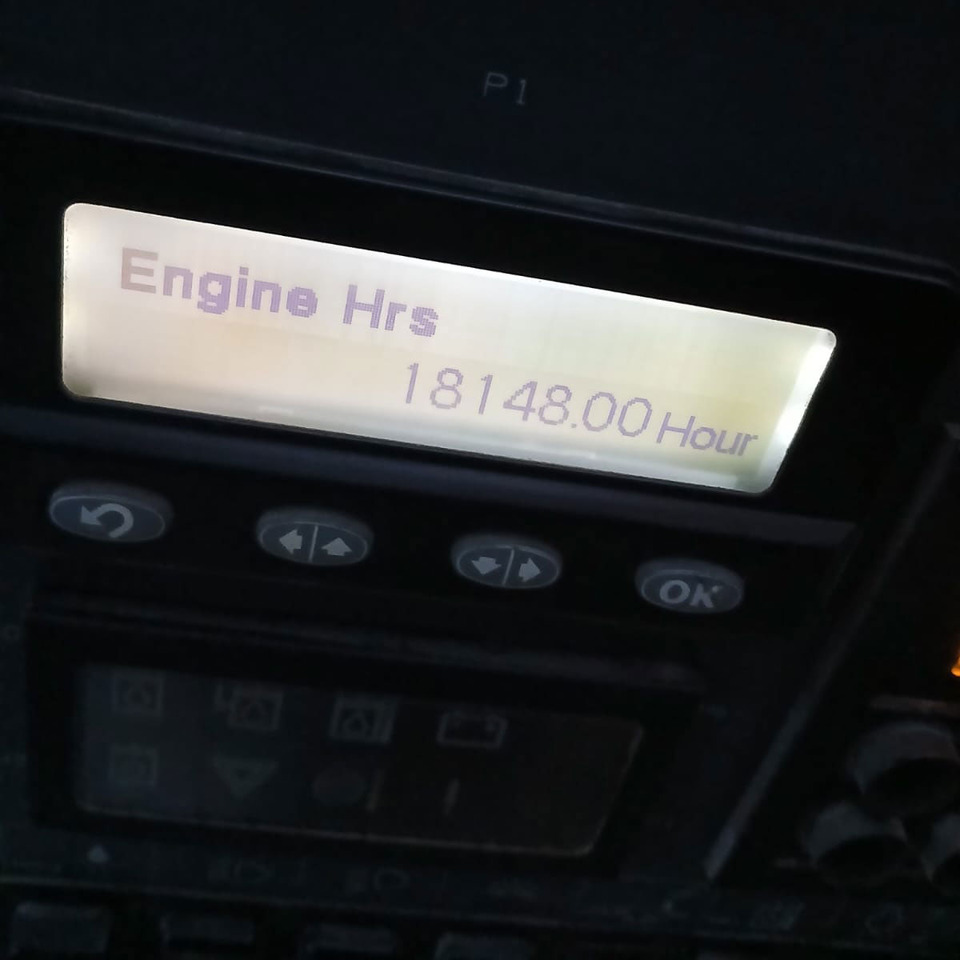 P1
Engine Hrs
18148.00 Hour
OK